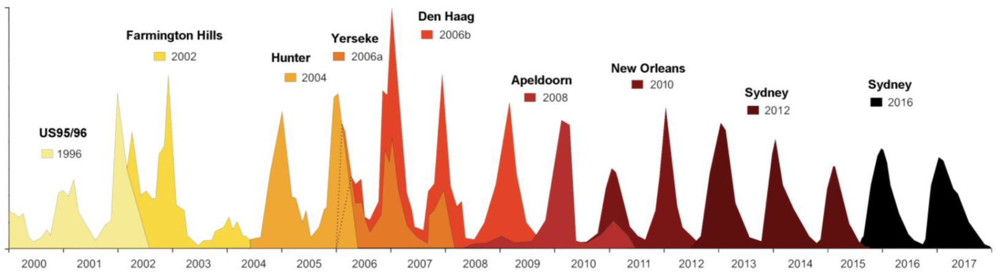 Den Haag
2006b
Farmington Hills
2002
Yerseke
2006a
Hunter
2004
New Orleans
2010
Apeldoorn
2008
Sydney
2012
Sydney
2016
US95/96
1996
2000 2001 2002 2003 2004 2005 2006 2007 2008 2009 2010 2011 2012 2013 2014 2015 2016 2017